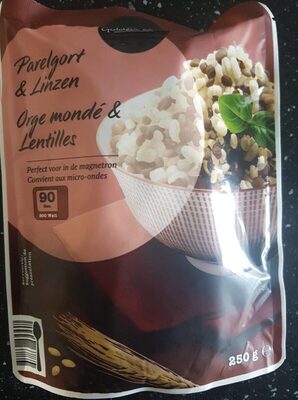 Parelgort
& Linzen
Orge mondé &
Lentilles
Perfect voor in de magnetron
Convient aux micro-ondes
90
Sec.
800 Watt
250 g e